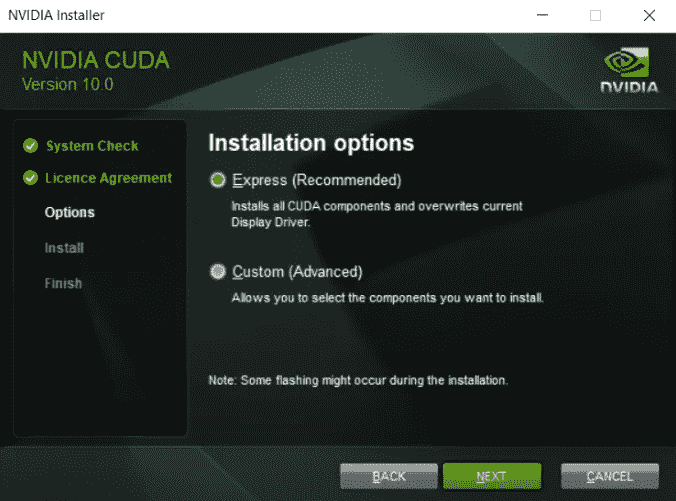 NVIDIA Installer
NVIDIA CUDA
Version 10.0
NVIDIA
System Check
Licence Agreement
Options
Install
Finish
Installation options
Express (Recommended)
Installs all CUDA components and overwrites current
Display Driver.
Custom (Advanced)
Allows you to select the components you want to install.
Note: Some flashing might occur during the installation.
BACK
NEXT
CANCEL